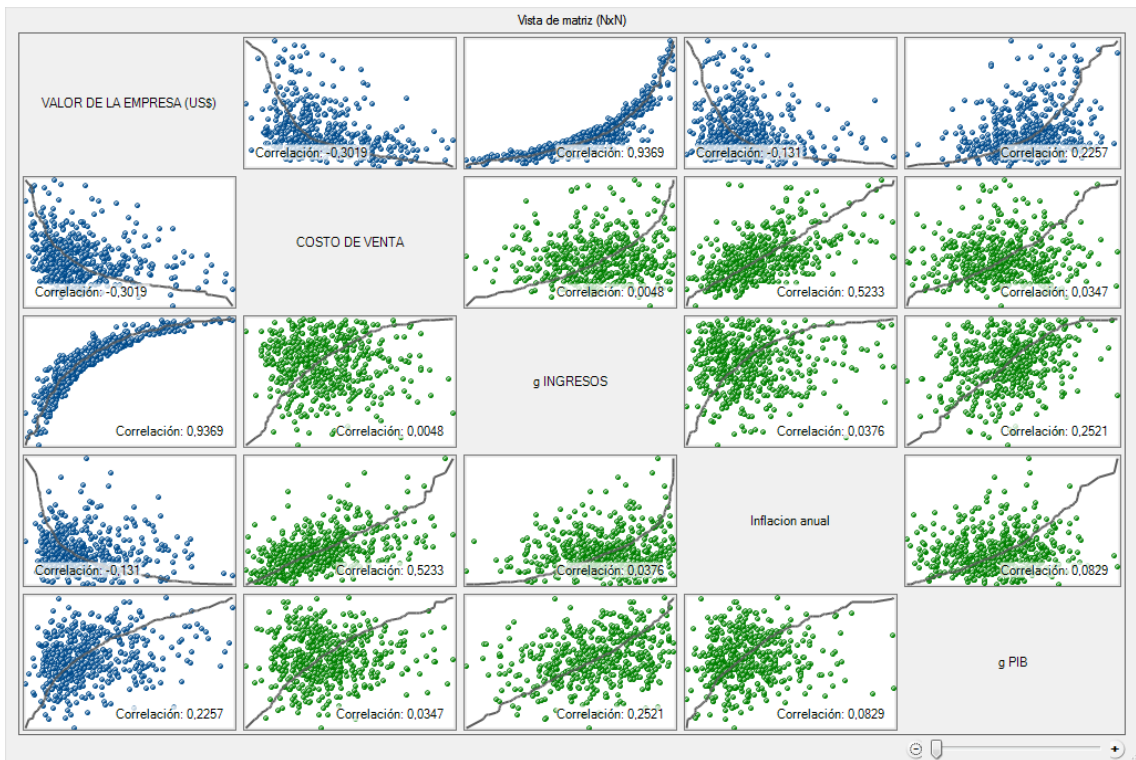 Vista de matriz (NxN)
VALOR DE LA EMPRESA (US$)
Correlación: -0,3019
Correlación: 0,9369
Correlación: -0,131
Correlación: 0,2257
Correlación: -0,3019
COSTO DE VENTA
Correlación: 0,0048
Correlación: 0,5233
Correlación: 0,0347
Correlación: 0,9369
Correlación: 0,0048
g INGRESOS
Correlación: 0,0376
Correlación: 0,2521
Correlación: -0,131
Correlación: 0,5233
Correlación: 0,0376
Inflacion anual
Correlación: 0,0829
Correlación: 0,2257
Correlación: 0,0347
Correlación: 0,2521
Correlación: 0,0829
g PIB